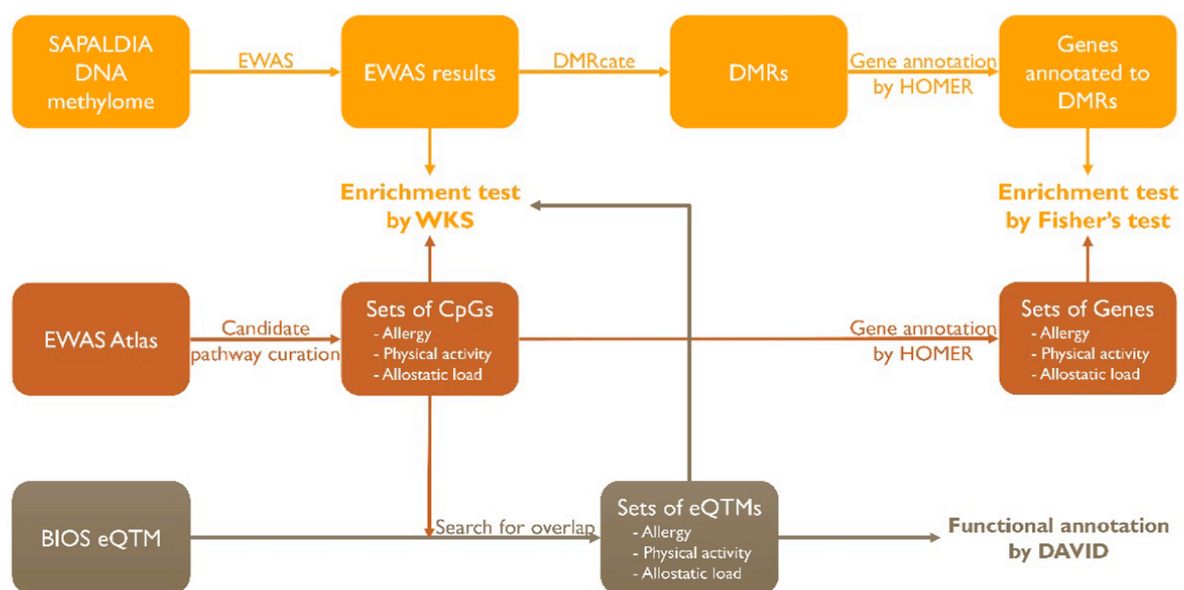 SAPALDIA
DNA
methylome
EWAS
EWAS results
DMRcate
DMRs
Gene annotation
by HOMER
Genes
annotated to
DMRs
Enrichment test
by WKS
Enrichment test
by Fisher's test
EWAS Atlas
Candidate
pathway curation
Sets of CpGs
- Allergy
- Physical activity
- Allostatic load
Gene annotation
by HOMER
Sets of Genes
- Allergy
- Physical activity
- Allostatic load
BIOS eQTM
Search for overlap
Sets of eQTMs
- Allergy
- Physical activity
- Allostatic load
Functional annotation
by DAVID